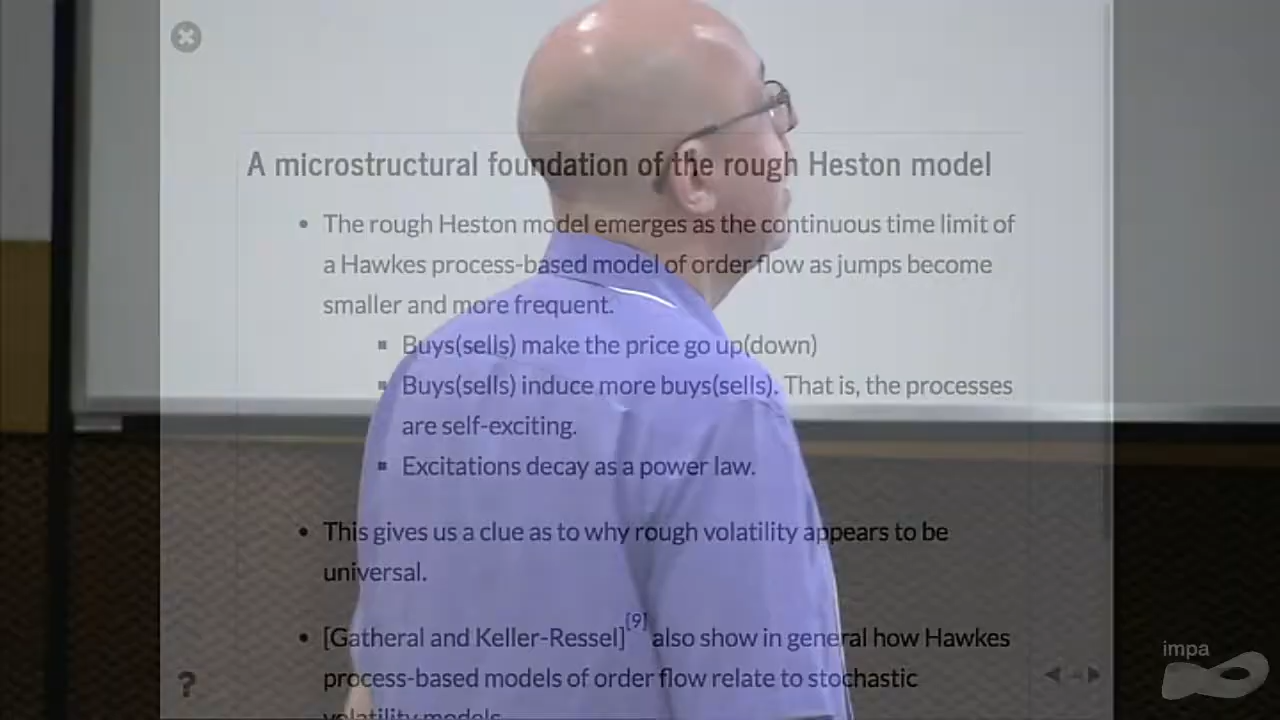 A microstructural foundation of the rough Heston model
• The rough Heston model emerges as the continuous time limit of
a Hawkes process-based model of order flow as jumps become
smaller and more frequent.
▪ Buys(sells) make the price go up(down)
▪ Buys(sells) induce more buys(sells). That is, the processes
are self-exciting.
▪ Excitations decay as a power law.
• This gives us a clue as to why rough volatility appears to be
universal.
• [Gatheral and Keller-Ressel][9] also show in general how Hawkes
process-based models of order flow relate to stochastic
volatility models
impa
?